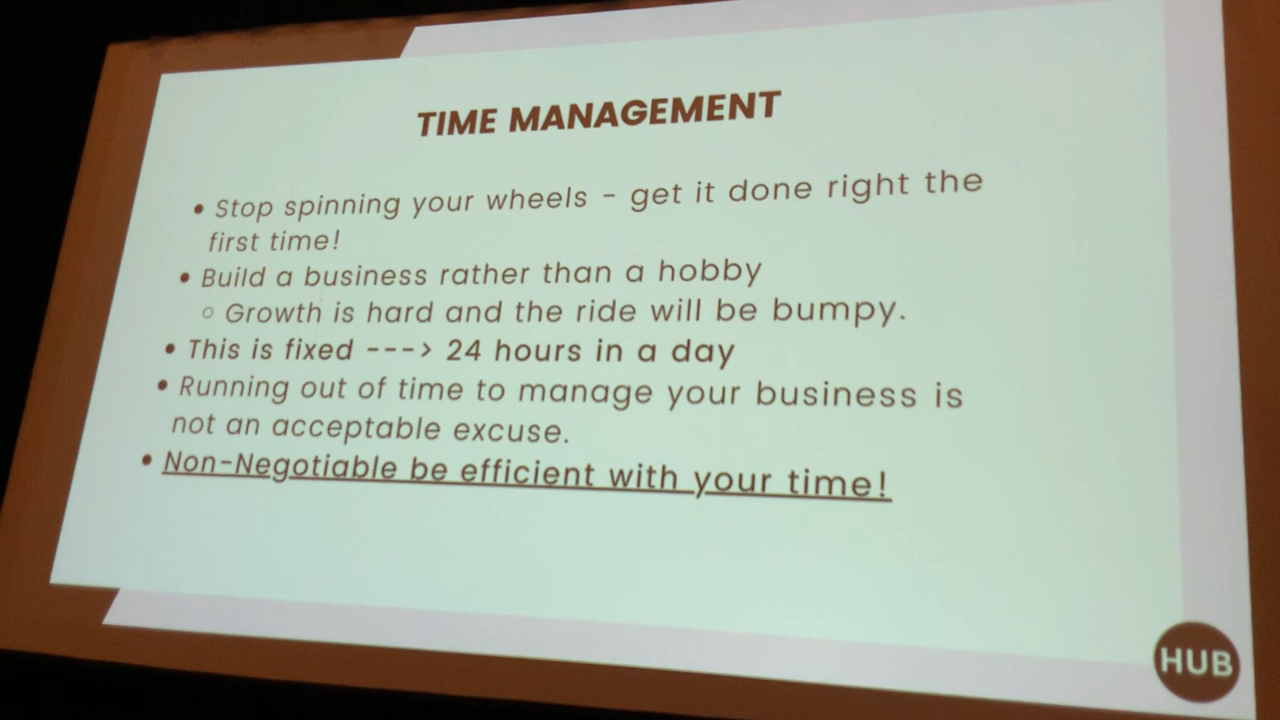 TIME MANAGEMENT
• Stop spinning your wheels - get it done right the
first time!
• Build a business rather than a hobby
○ Growth is hard and the ride will be bumpy.
• This is fixed ---> 24 hours in a day
• Running out of time to manage your business is
not an acceptable excuse.
• Non-Negotiable be efficient with your time!
HUB